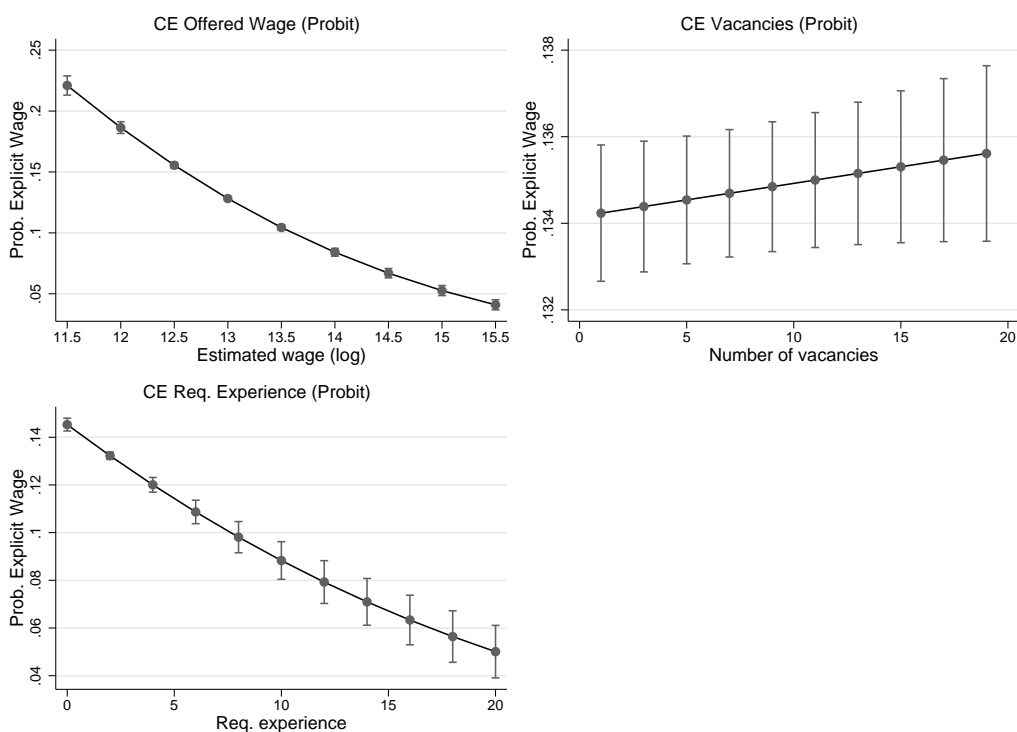 CE Offered Wage (Probit)
Prob. Explicit Wage
.25
.2
.15
.1
.05
11.5 12 12.5 13 13.5 14 14.5 15 15.5
Estimated wage (log)
CE Vacancies (Probit)
Prob. Explicit Wage
.138
.136
.134
.132
0 5 10 15 20
Number of vacancies
CE Req. Experience (Probit)
Prob. Explicit Wage
.14
.12
.1
.08
.06
.04
0 5 10 15 20
Req. experience